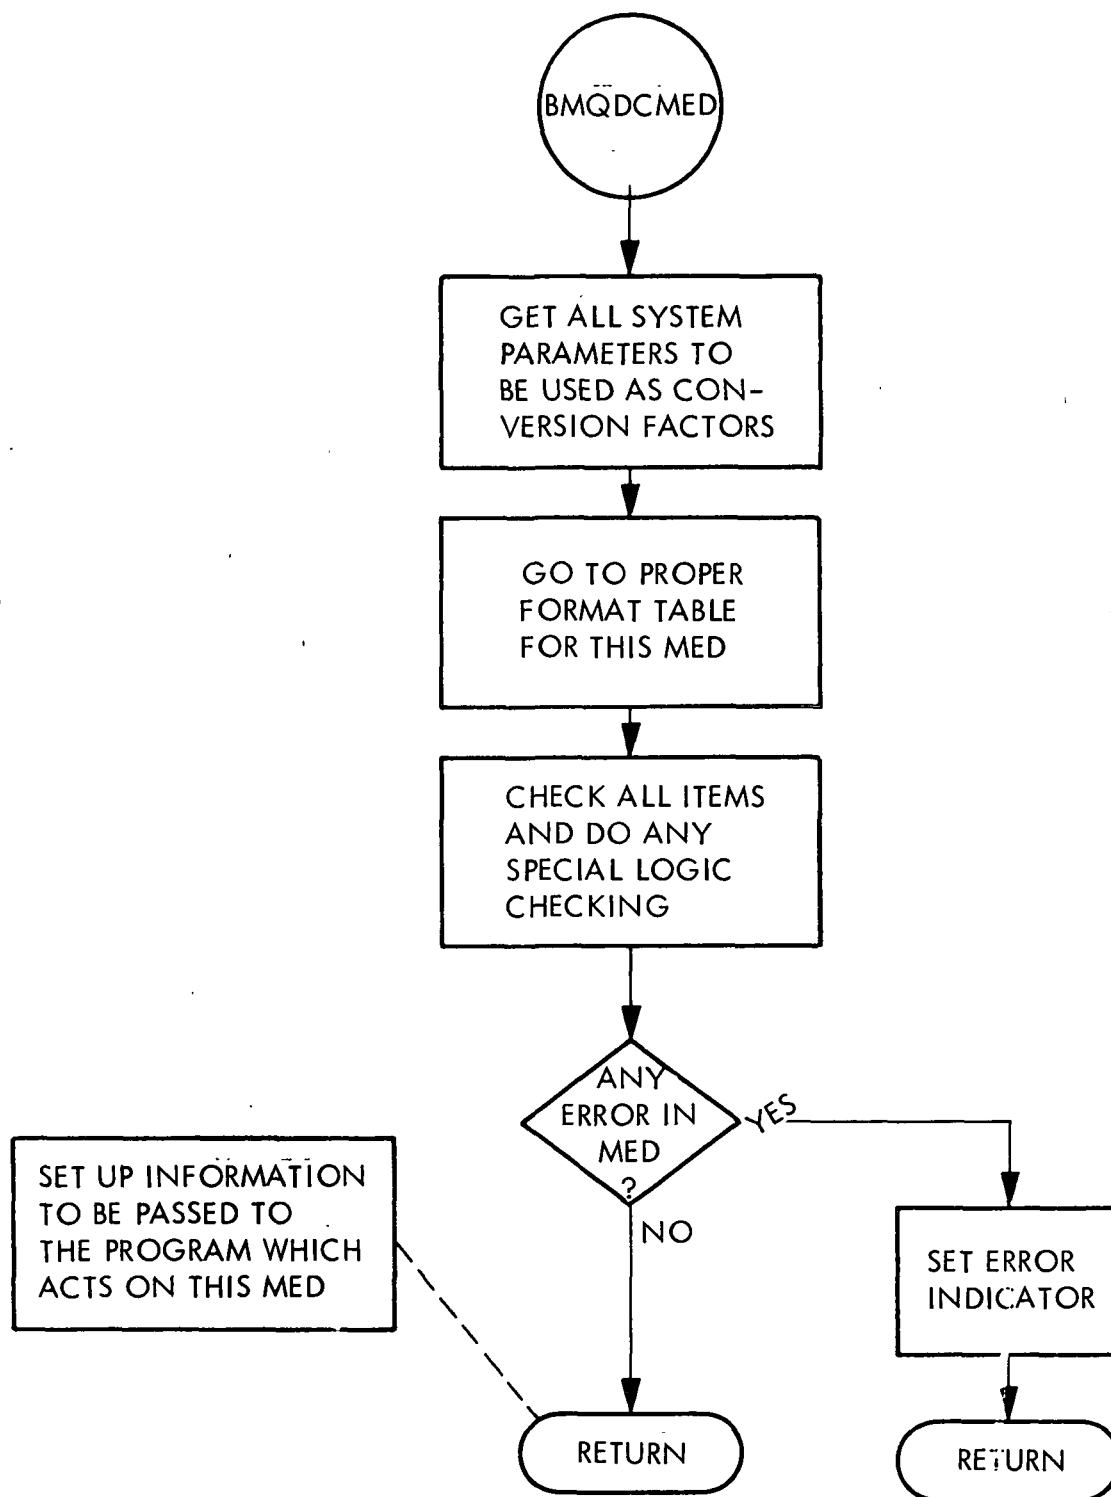 BMQDCMED
GET ALL SYSTEM
PARAMETERS TO
BE USED AS CON-
VERSION FACTORS
GO TO PROPER
FORMAT TABLE
FOR THIS MED
CHECK ALL ITEMS
AND DO ANY
SPECIAL LOGIC
CHECKING
ANY
ERROR IN
MED
?
YES
NO
SET UP INFORMATION
TO BE PASSED TO
THE PROGRAM WHICH
ACTS ON THIS MED
SET ERROR
INDICATOR
RETURN
RETURN